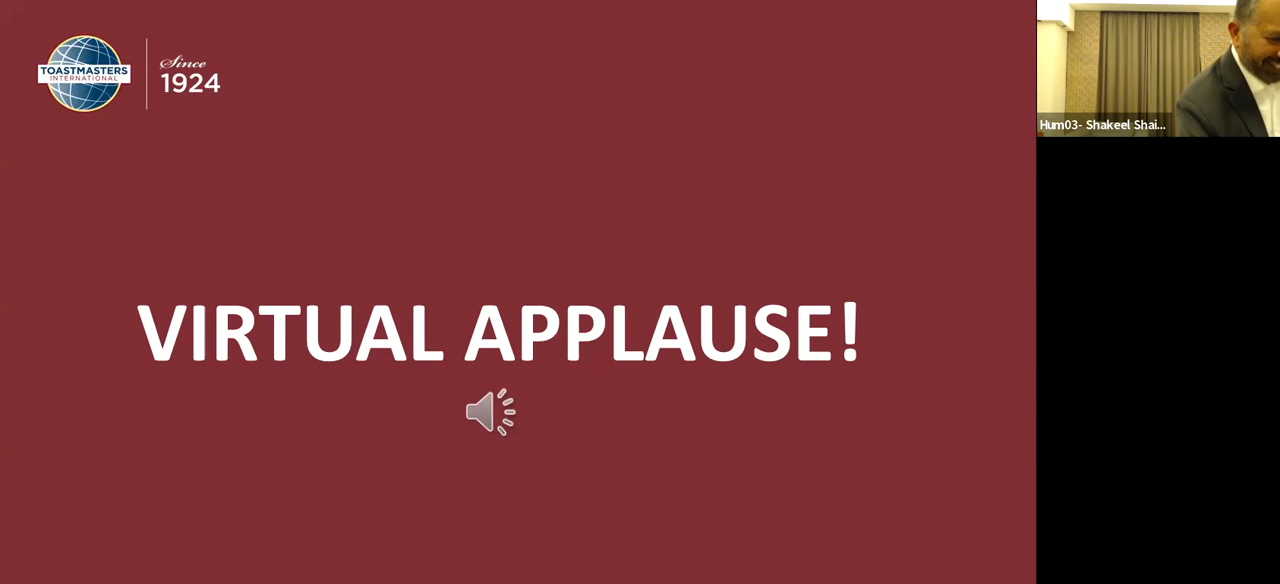 TOASTMASTERS
INTERNATIONAL
Since
1924
VIRTUAL APPLAUSE!
Hum03- Shakeel Shai...